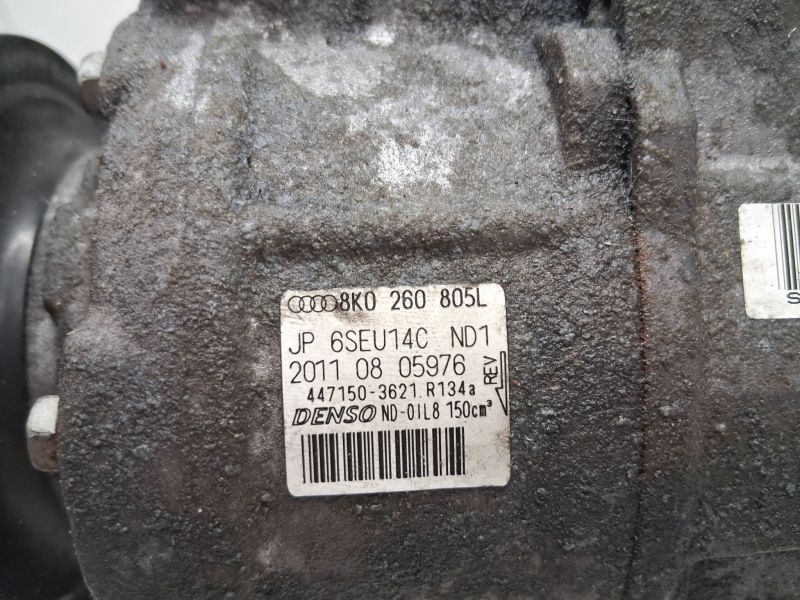 8K0 260 805L
JP 6SEU14C ND1
2011 08 05976
REV
447150-3621.R134a
DENSO ND-OIL8 150cm³
S